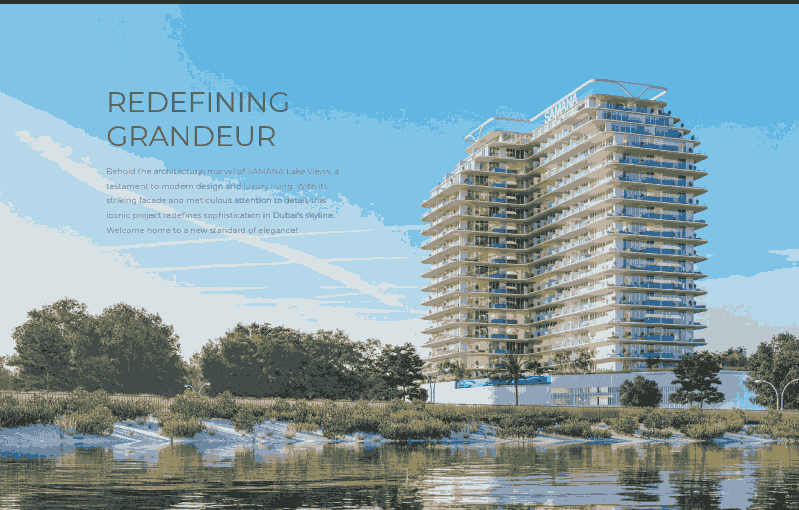 REDEFINING
GRANDEUR
SAMANA
Behold the architectural marvel of SAMANA Lake Views, a
testament to modern design and luxury living. With its
striking facade and meticulous attention to detail, this
iconic project redefines sophistication in Dubai's skyline.
Welcome home to a new standard of elegance!